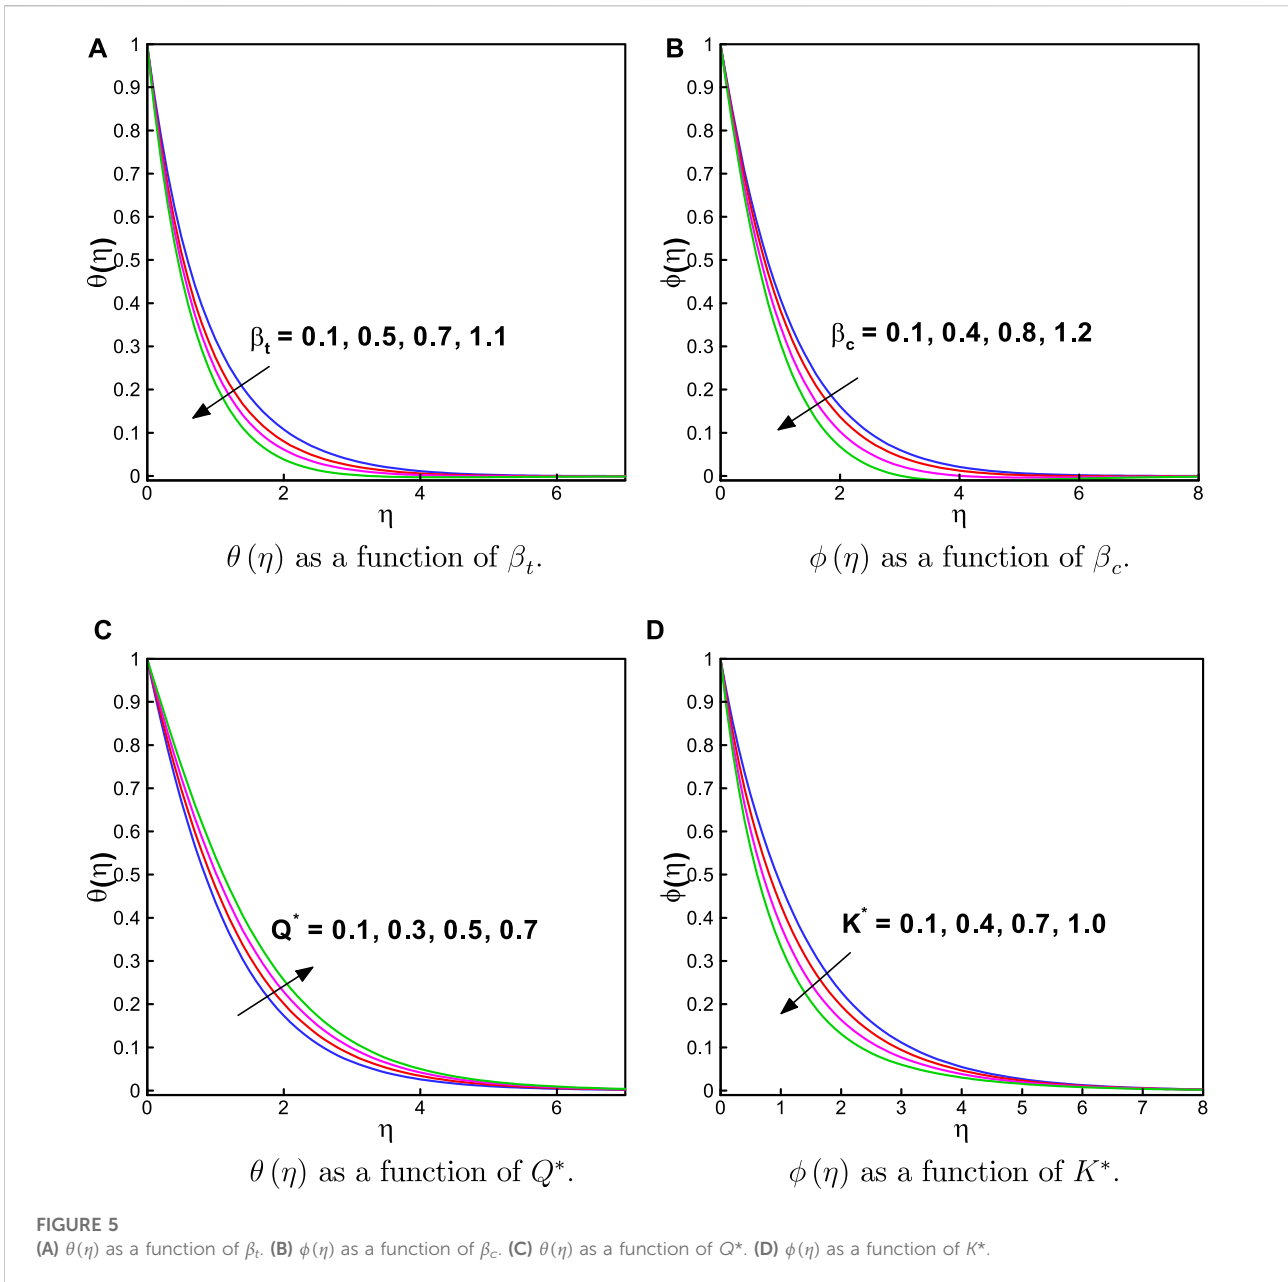 A
1
0.9
0.8
0.7
0.6
0.5
0.4
0.3
0.2
0.1
0
θ(η)
βt = 0.1, 0.5, 0.7, 1.1
0 2 4 6
η
θ (η) as a function of βt.
B
1
0.9
0.8
0.7
0.6
0.5
0.4
0.3
0.2
0.1
0
ϕ(η)
βc = 0.1, 0.4, 0.8, 1.2
0 2 4 6 8
η
ϕ (η) as a function of βc.
C
1
0.9
0.8
0.7
0.6
0.5
0.4
0.3
0.2
0.1
0
θ(η)
Q* = 0.1, 0.3, 0.5, 0.7
0 2 4 6
η
θ (η) as a function of Q*.
D
1
0.9
0.8
0.7
0.6
0.5
0.4
0.3
0.2
0.1
0
ϕ(η)
K* = 0.1, 0.4, 0.7, 1.0
0 1 2 3 4 5 6 7 8
η
ϕ (η) as a function of K*.
FIGURE 5
(A) θ(η) as a function of βt. (B) ϕ(η) as a function of βc. (C) θ(η) as a function of Q*. (D) ϕ(η) as a function of K*.